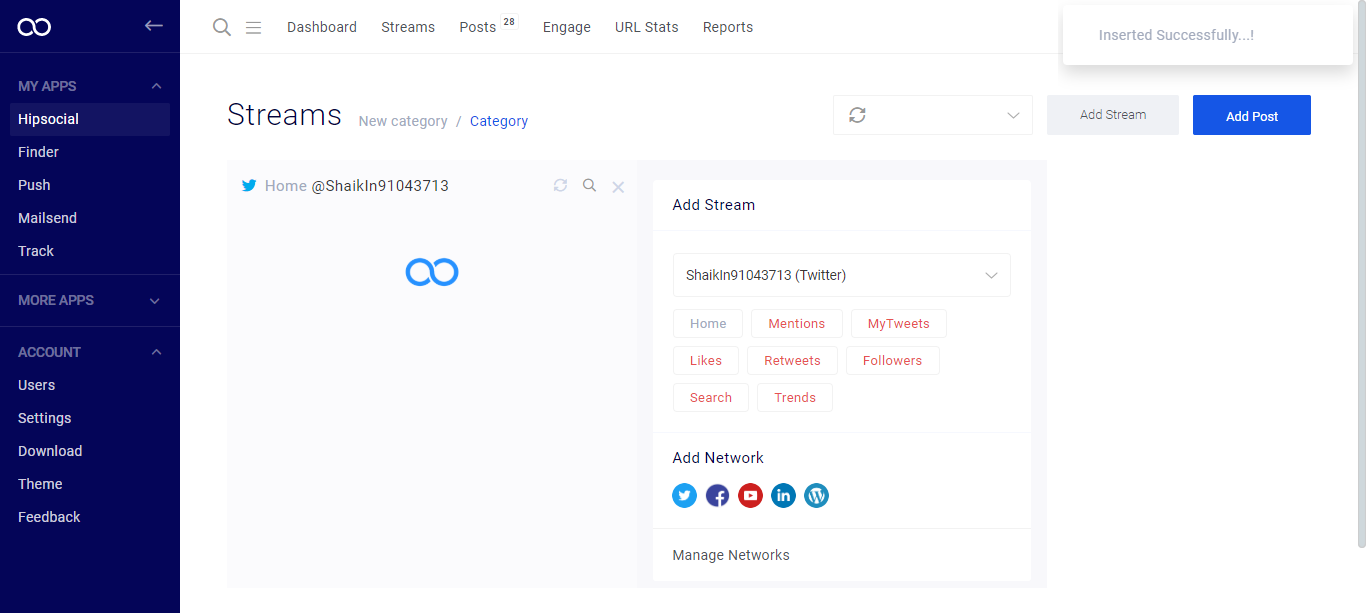 MY APPS
Hipsocial
Finder
Push
Mailsend
Track
MORE APPS
ACCOUNT
Users
Settings
Download
Theme
Feedback
Dashboard Streams Posts 28 Engage URL Stats Reports
Inserted Successfully...!
Streams New category / Category
Add Stream
Add Post
Home @ShaikIn91043713
Add Stream
ShaikIn91043713 (Twitter)
Home Mentions MyTweets
Likes Retweets Followers
Search Trends
Add Network
Manage Networks